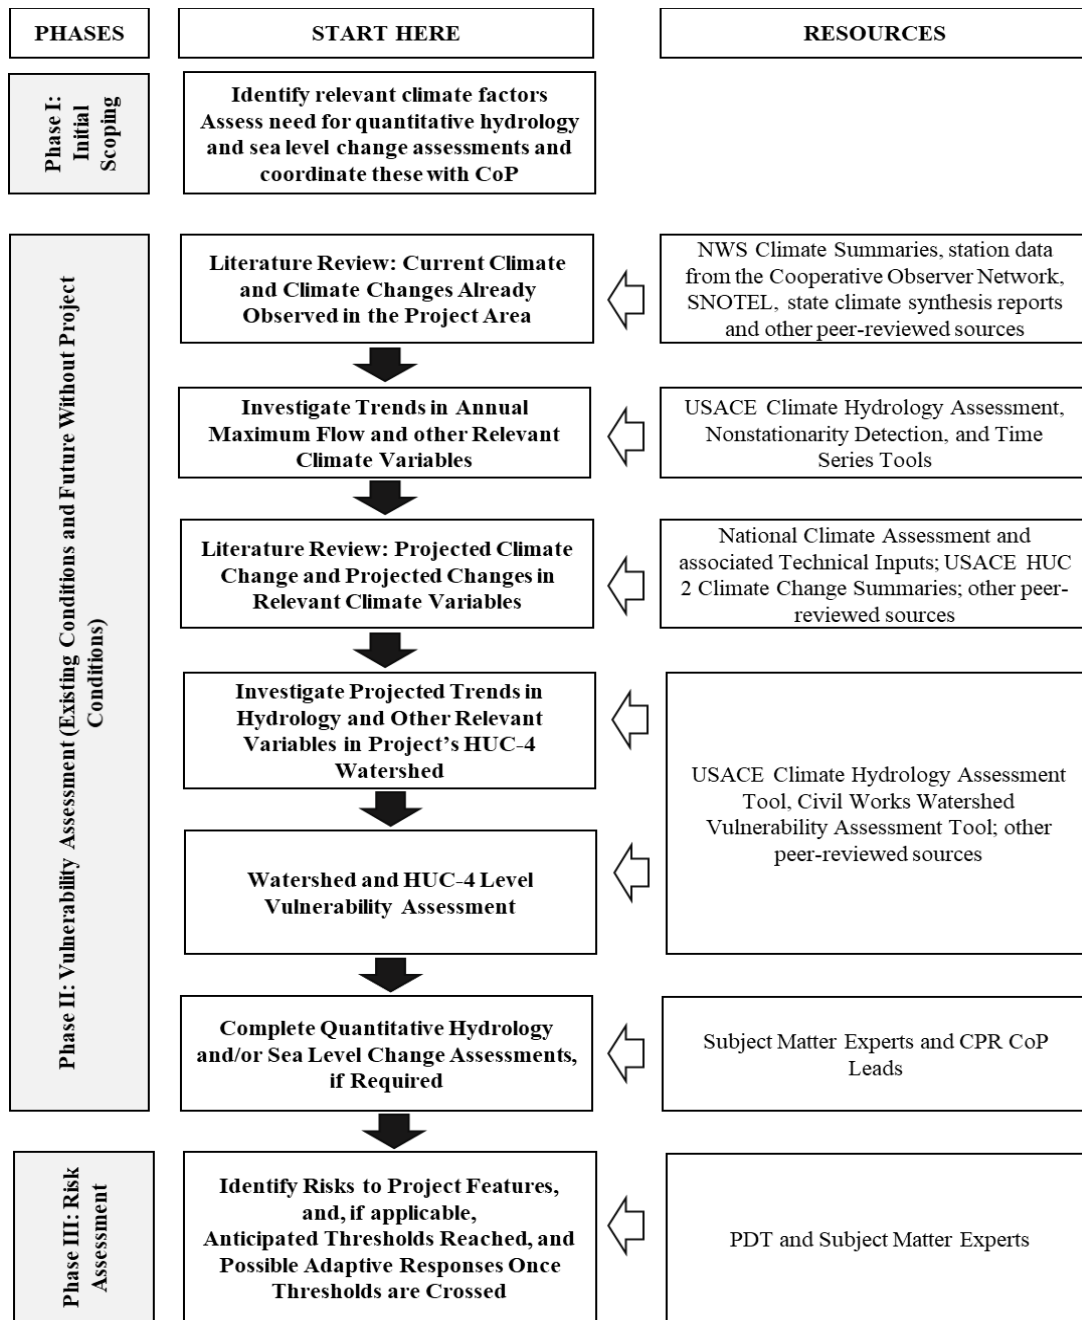 PHASES
START HERE
RESOURCES
Phase I:
Initial
Scoping
Identify relevant climate factors
Assess need for quantitative hydrology
and sea level change assessments and
coordinate these with CoP
Phase II: Vulnerability Assessment (Existing Conditions and Future Without Project
Conditions)
Literature Review: Current Climate
and Climate Changes Already
Observed in the Project Area
NWS Climate Summaries, station data
from the Cooperative Observer Network,
SNOTEL, state climate synthesis reports
and other peer-reviewed sources
Investigate Trends in Annual
Maximum Flow and other Relevant
Climate Variables
USACE Climate Hydrology Assessment,
Nonstationarity Detection, and Time
Series Tools
Literature Review: Projected Climate
Change and Projected Changes in
Relevant Climate Variables
National Climate Assessment and
associated Technical Inputs; USACE HUC
2 Climate Change Summaries; other peer-
reviewed sources
Investigate Projected Trends in
Hydrology and Other Relevant
Variables in Project’s HUC-4
Watershed
USACE Climate Hydrology Assessment
Tool, Civil Works Watershed
Vulnerability Assessment Tool; other
peer-reviewed sources
Watershed and HUC-4 Level
Vulnerability Assessment
Complete Quantitative Hydrology
and/or Sea Level Change Assessments,
if Required
Subject Matter Experts and CPR CoP
Leads
Phase III: Risk
Assessment
Identify Risks to Project Features,
and, if applicable,
Anticipated Thresholds Reached, and
Possible Adaptive Responses Once
Thresholds are Crossed
PDT and Subject Matter Experts